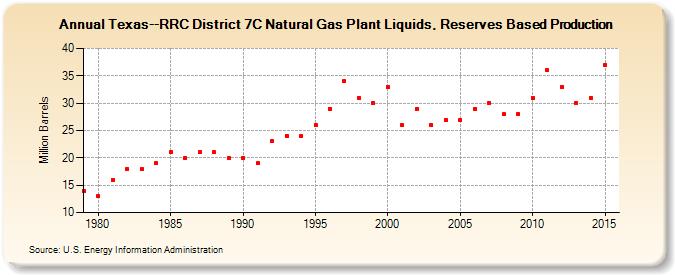 Annual Texas--RRC District 7C Natural Gas Plant Liquids, Reserves Based Production
Million Barrels
40
35
30
25
20
15
10
1980 1985 1990 1995 2000 2005 2010 2015
Source: U.S. Energy Information Administration